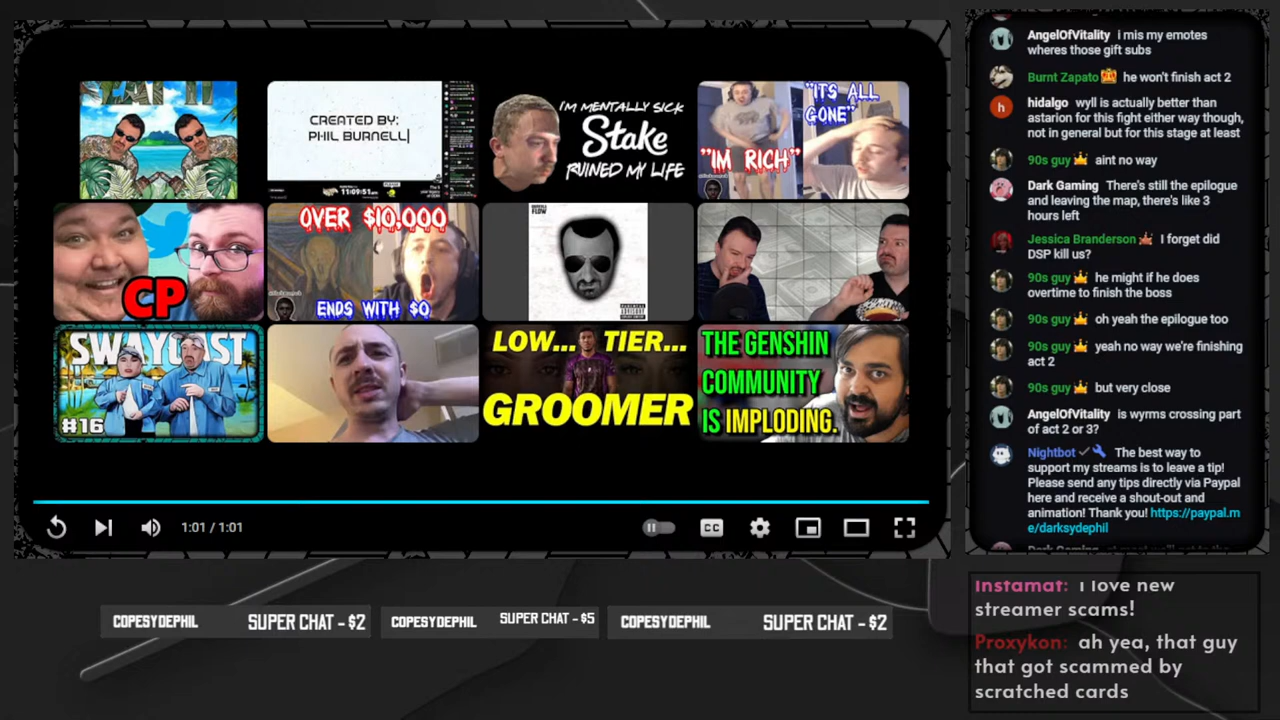 EAT IT
CREATED BY:
PHIL BURNELL|
11:09:51am
I'M MENTALLY SICK
Stake
RUINED MY LIFE
"ITS ALL
GONE"
"IM RICH"
CP
OVER $10,000
ENDS WITH $0
FLOW
SWAYCAST
#16
LOW... TIER...
GROOMER
THE GENSHIN
COMMUNITY
IS IMPLODING.
1:01 / 1:01
CC
COPESYDEPHIL SUPER CHAT - $2
COPESYDEPHIL SUPER CHAT - $5
COPESYDEPHIL SUPER CHAT - $2
AngelOfVitality i mis my emotes
wheres those gift subs
Burnt Zapato he won't finish act 2
hidalgo wyll is actually better than
astarion for this fight either way though,
not in general but for this stage at least
90s guy aint no way
Dark Gaming There's still the epilogue
and leaving the map, there's like 3
hours left
Jessica Branderson I forget did
DSP kill us?
90s guy he might if he does
overtime to finish the boss
90s guy oh yeah the epilogue too
90s guy yeah no way we're finishing
act 2
90s guy but very close
AngelOfVitality is wyrms crossing part
of act 2 or 3?
Nightbot The best way to
support my streams is to leave a tip!
Please send any tips directly via Paypal
here and receive a shout-out and
animation! Thank you! https://paypal.m
e/darksydephil
Instamat: i love new
streamer scams!
Proxykon: ah yea, that guy
that got scammed by
scratched cards